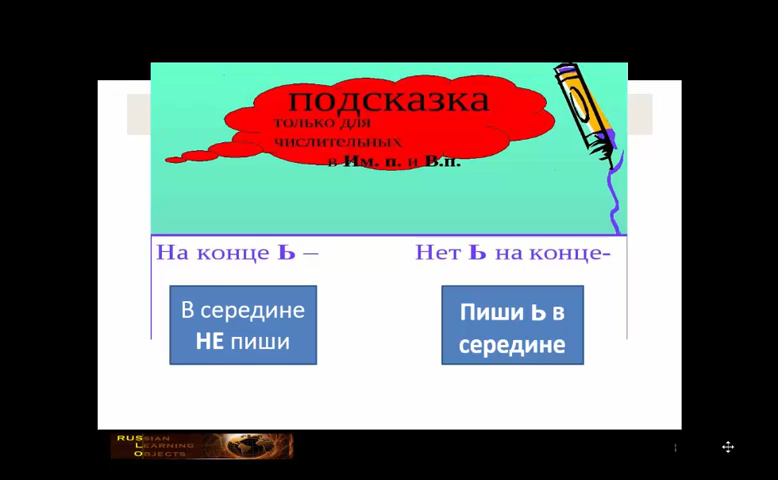 подсказка
только для
числительных
в Им. п. и В.п.
На конце Ь –
Нет Ь на конце-
В середине
НЕ пиши
Пиши Ь в
середине
RUSSIAN
LEARNING
OBJECTS